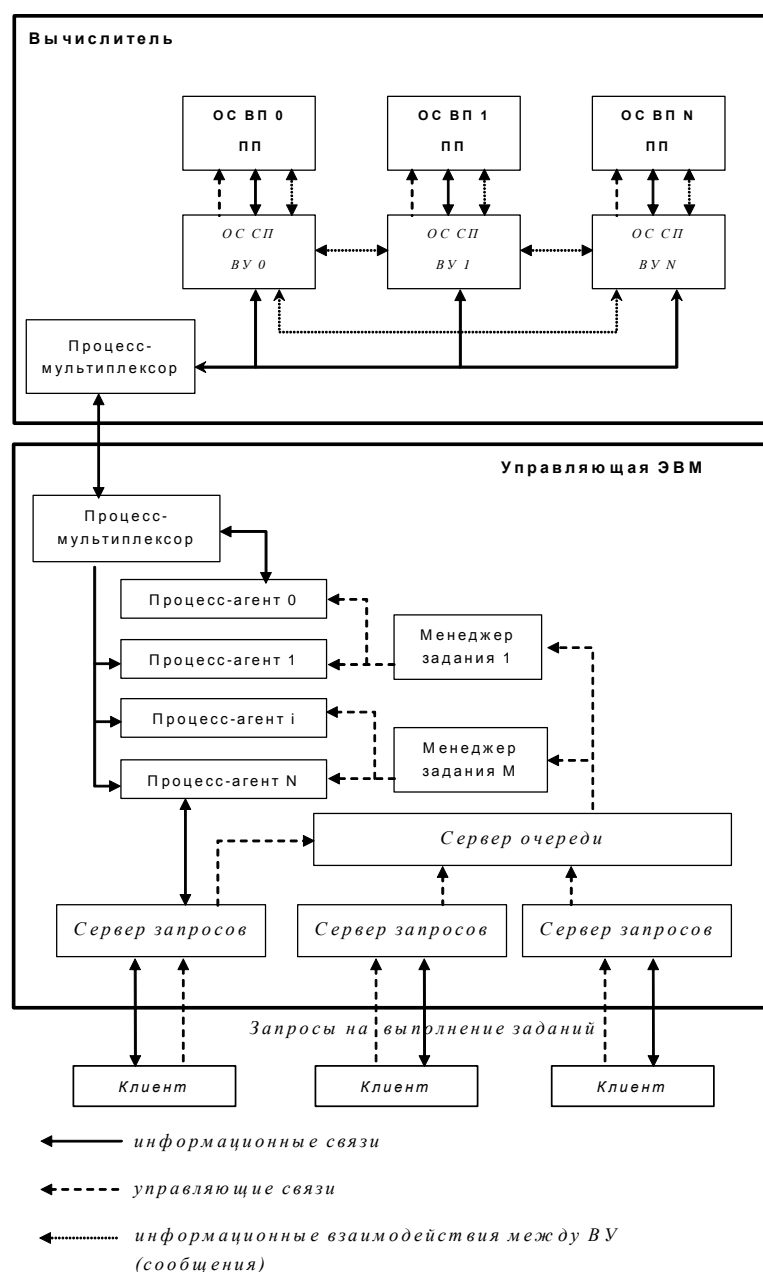 Вычислитель
ОС ВП 0
ПП
ОС ВП 1
ПП
ОС ВП N
ПП
ОС СП
ВУ 0
ОС СП
ВУ 1
ОС СП
ВУ N
Процесс-
мультиплексор
Управляющая ЭВМ
Процесс-
мультиплексор
Процесс-агент 0
Процесс-агент 1
Процесс-агент i
Процесс-агент N
Менеджер
задания 1
Менеджер
задания M
Сервер очереди
Сервер запросов
Сервер запросов
Сервер запросов
Запросы на выполнение заданий
Клиент
Клиент
Клиент
информационные связи
управляющие связи
информационные взаимодействия между ВУ
(сообщения)